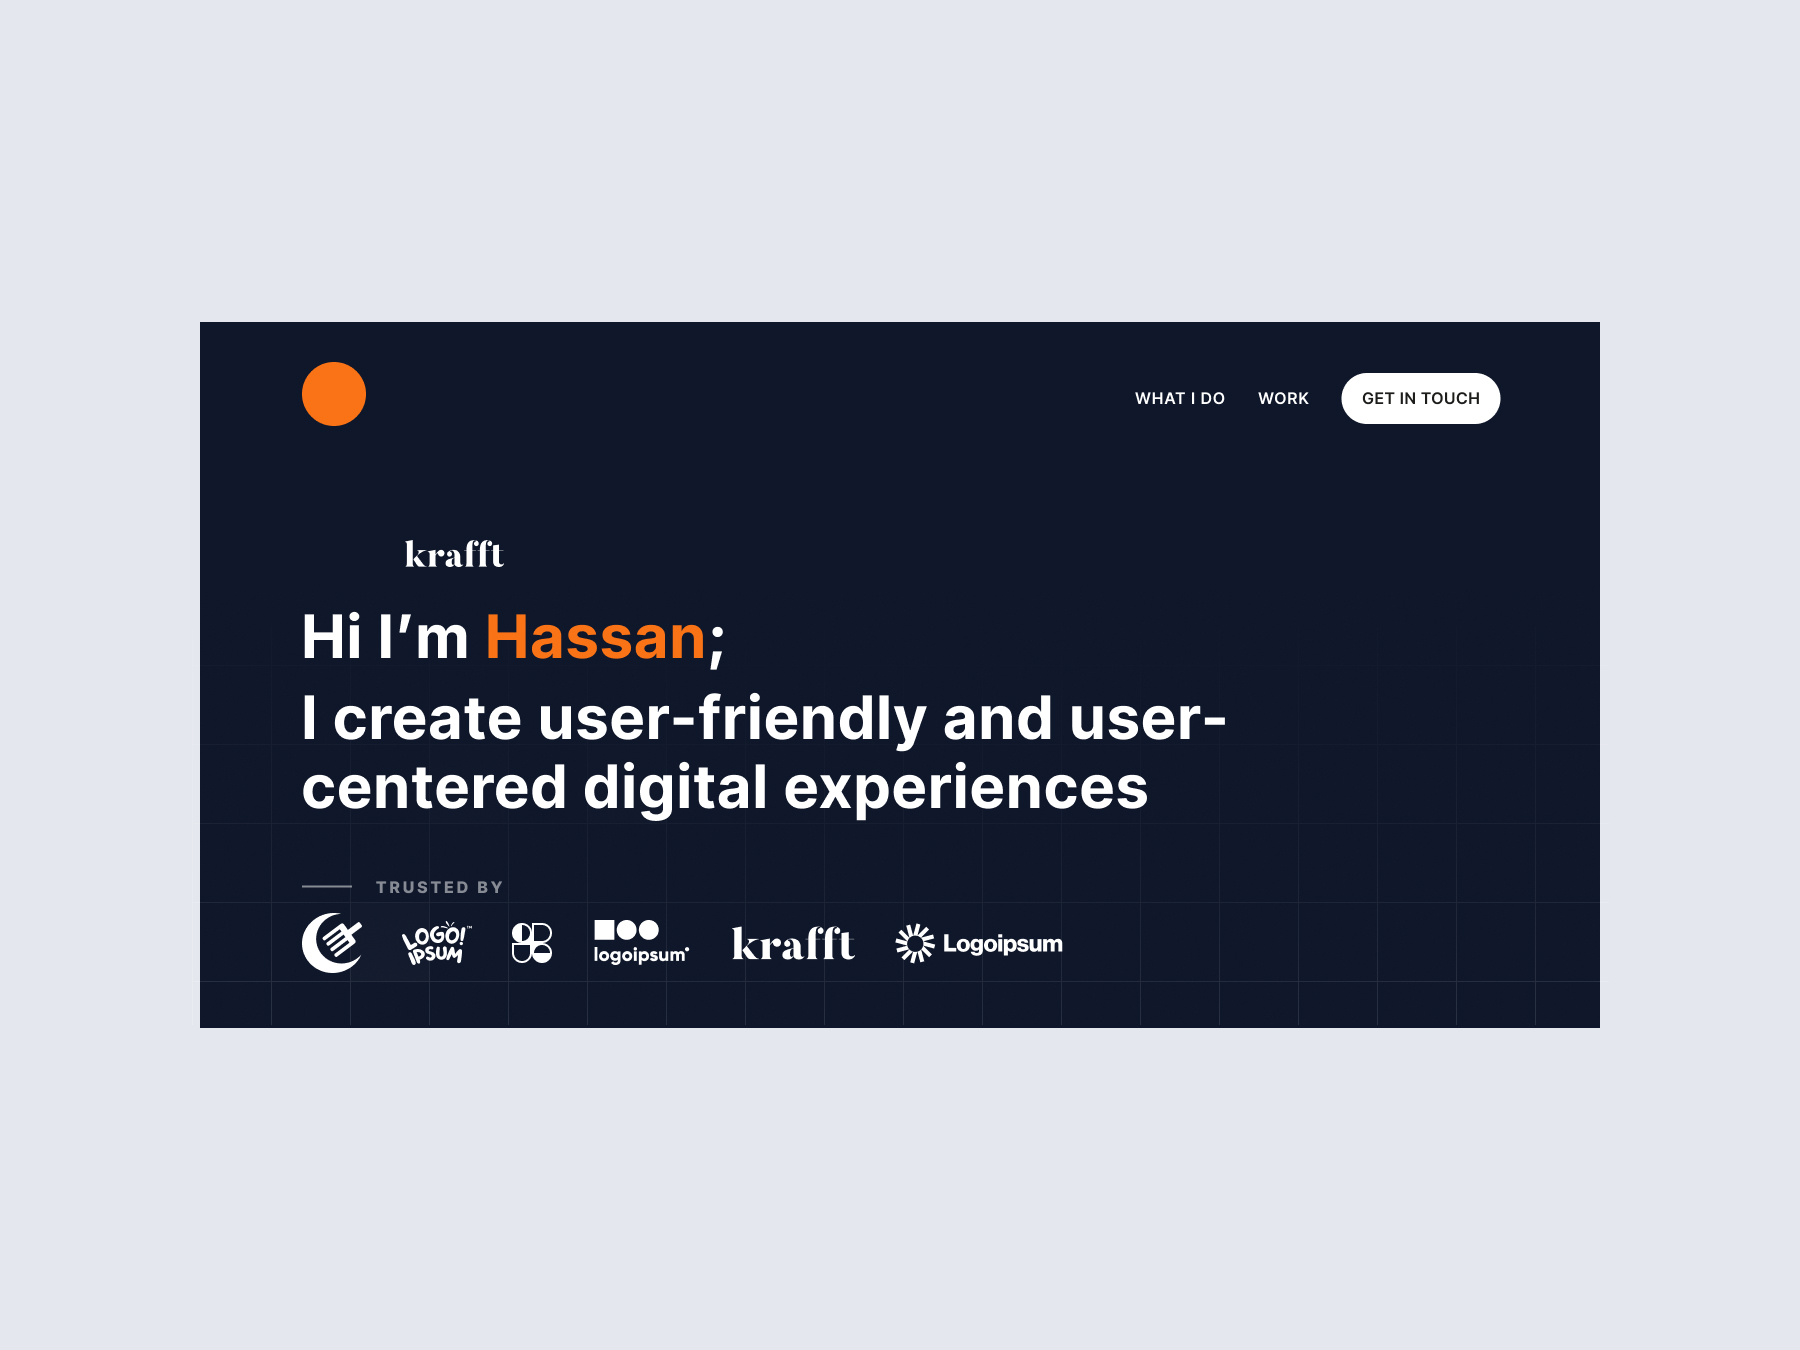 WHAT I DO WORK GET IN TOUCH
krafft
Hi I’m Hassan;
I create user-friendly and user-
centered digital experiences
TRUSTED BY
LOGO!™
IPSUM
logoipsum
krafft
Logoipsum